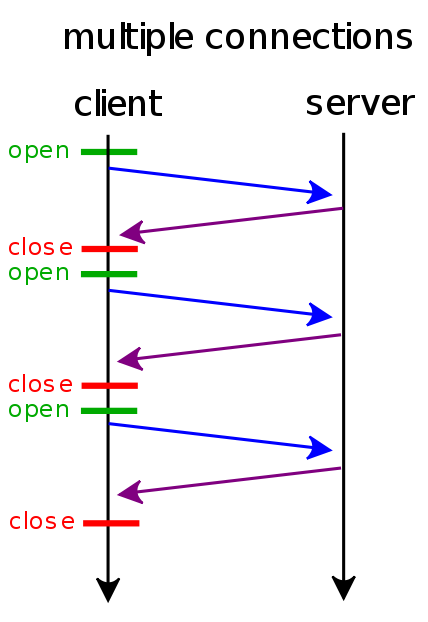 multiple connections
client
server
open
close
open
close
open
close